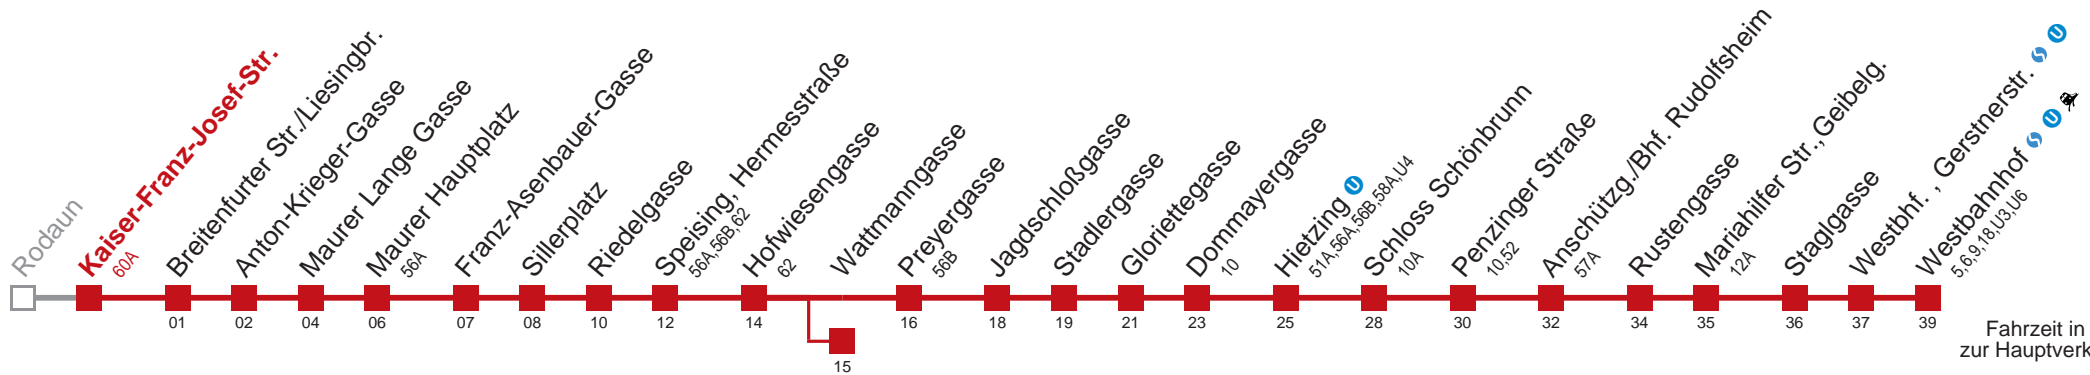 Rodaun
Kaiser-Franz-Josef-Str.
60A
Breitenfurter Str./Liesingbr.
01
Anton-Krieger-Gasse
02
Maurer Lange Gasse
04
Maurer Hauptplatz
56A
06
Franz-Asenbauer-Gasse
07
Sillerplatz
08
Riedelgasse
10
Speising, Hermesstraße
56A,56B,62
12
Hofwiesengasse
62
14
Wattmanngasse
15
Preyergasse
56B
16
Jagdschloßgasse
18
Stadlergasse
19
Gloriettegasse
21
Dommayergasse
10
23
Hietzing U
51A,56A,56B,58A,U4
25
Schloss Schönbrunn
10A
28
Penzinger Straße
10,52
30
Anschützg./Bhf. Rudolfsheim
57A
32
Rustengasse
34
Mariahilfer Str., Geibelg.
12A
35
Staglgasse
36
Westbhf. , Gerstnerstr. S U
37
Westbahnhof S U
5,6,9,18,U3,U6
39
Fahrzeit in
zur Hauptverk